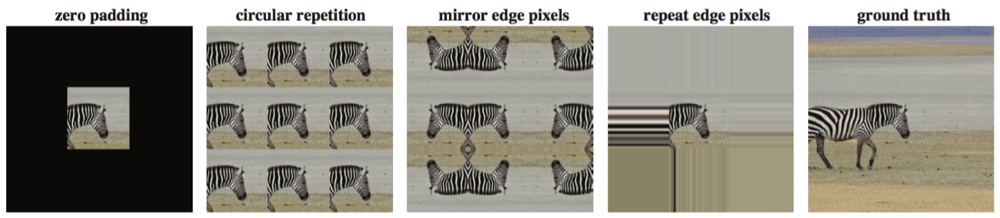 zero padding
circular repetition
mirror edge pixels
repeat edge pixels
ground truth